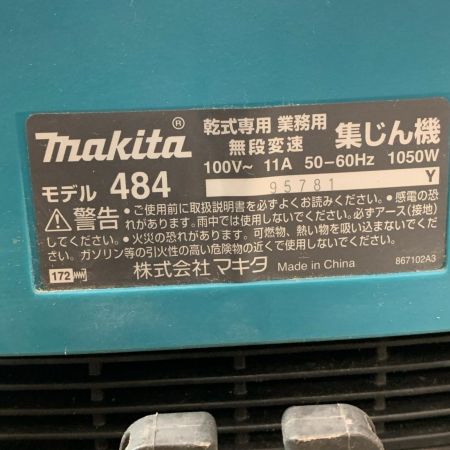 makita® 乾式専用 業務用 集じん機
無段変速
100V~ 11A 50-60Hz 1050W
モデル 484 95781 Y
⚠警告 ●ご使用前に取扱説明書を必ずよくお読みください。●感電の恐
れがあります。雨中では使用しないでください。必ずアース(接地)
してください。●火災の恐れがあります。可燃物、熱い物を吸い込まないでくだ
さい。ガソリン等の引火性の高い危険物の近くで使用しないでください。
172 株式会社 マキタ Made in China 867102A3